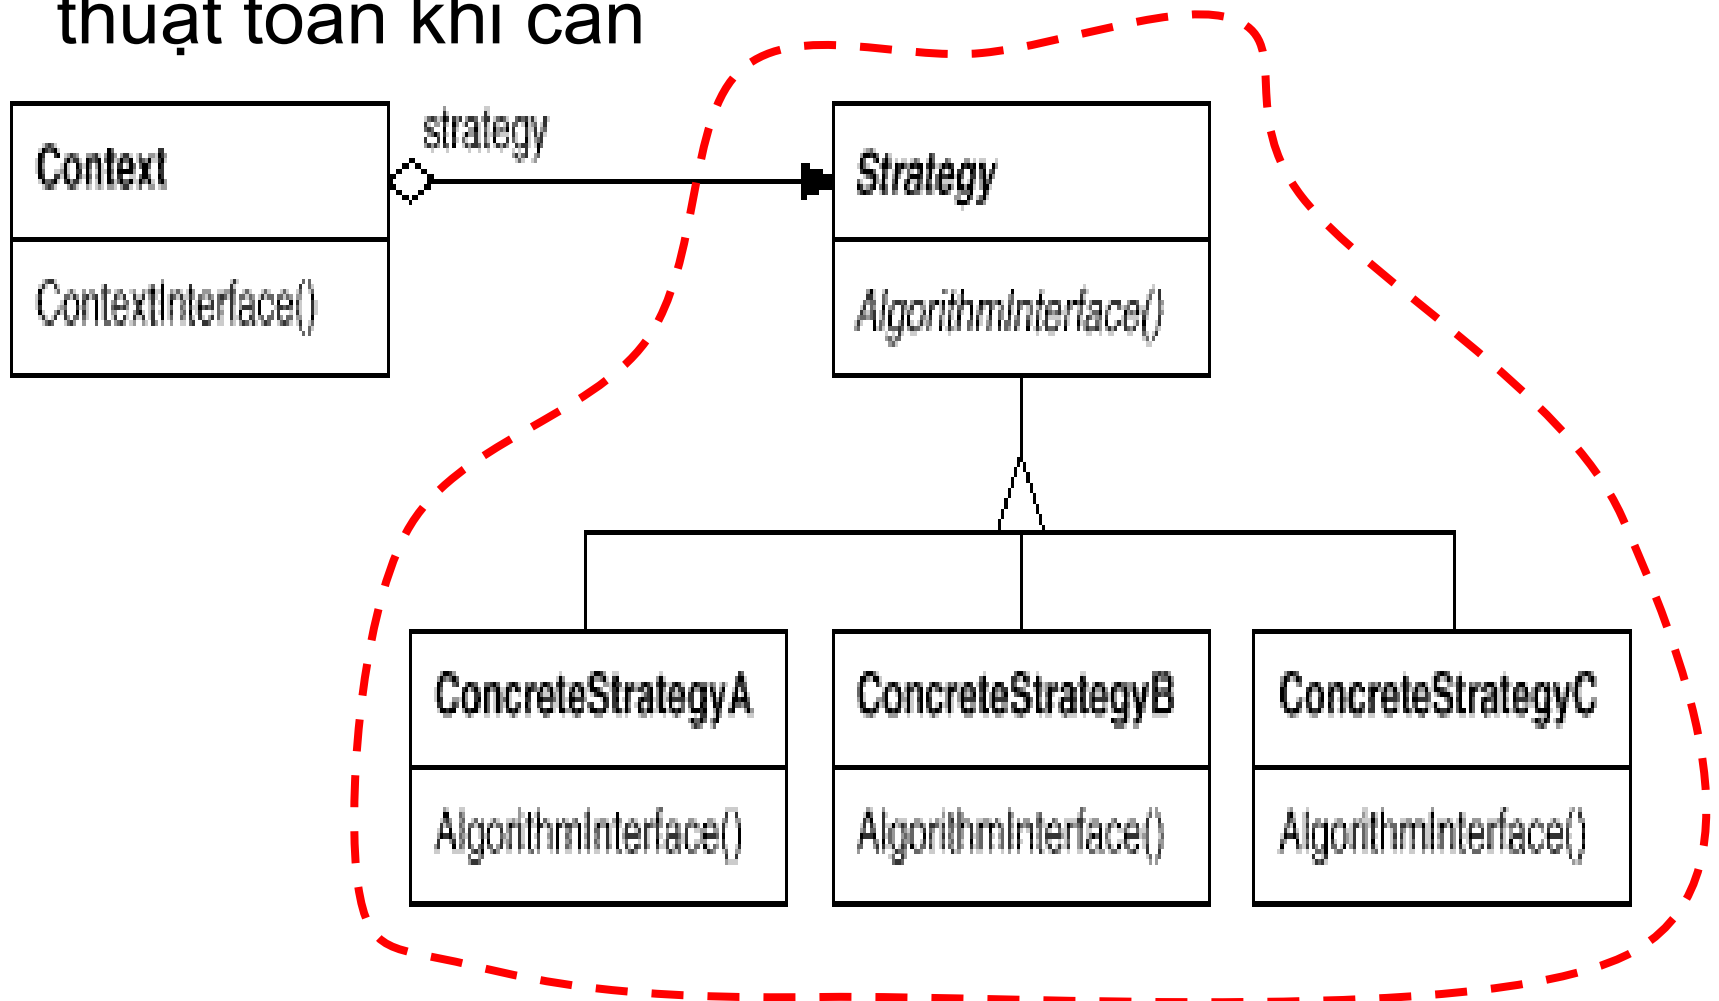 thuật toán khi cần
strategy
Context
Strategy
ContextInterface()
AlgorithmInterface()
ConcreteStrategyA
ConcreteStrategyB
ConcreteStrategyC
AlgorithmInterface()
AlgorithmInterface()
AlgorithmInterface()